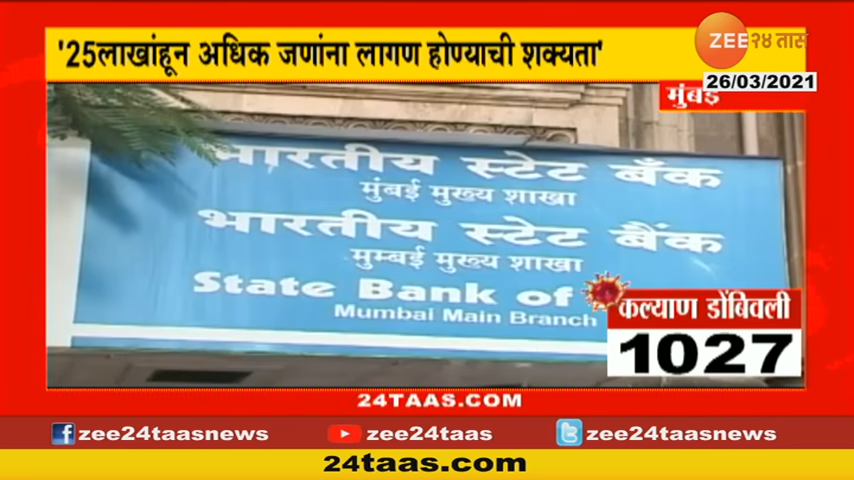 '25लाखांहून अधिक जणांना लागण होण्याची शक्यता'
ZEE २४ तास
26/03/2021
मुंबई
भारतीय स्टेट बँक
मुंबई मुख्य शाखा
भारतीय स्टेट बैंक
मुम्बई मुख्य शाखा
State Bank of
Mumbai Main Branch
कल्याण डोंबिवली
1027
24TAAS.COM
zee24taasnews
zee24taas
zee24taasnews
24taas.com